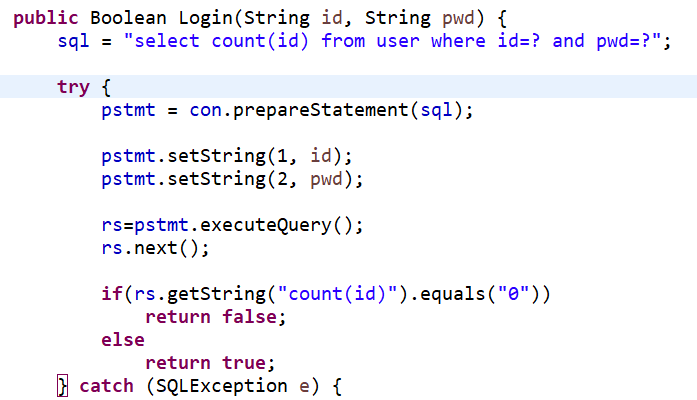 public Boolean Login(String id, String pwd) {
sql = "select count(id) from user where id=? and pwd=?";
try {
pstmt = con.prepareStatement(sql);
pstmt.setString(1, id);
pstmt.setString(2, pwd);
rs=pstmt.executeQuery();
rs.next();
if(rs.getString("count(id)").equals("0"))
return false;
else
return true;
} catch (SQLException e) {